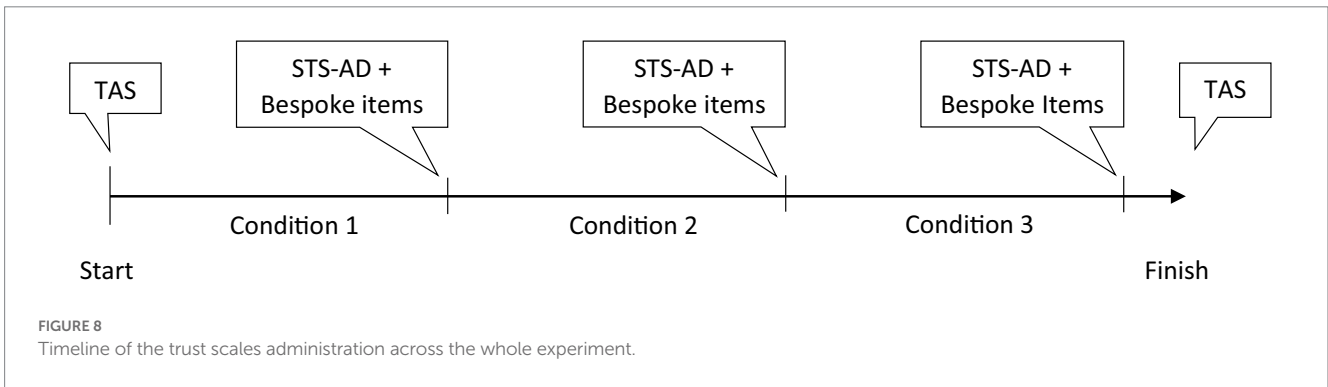 TAS
STS-AD +
Bespoke items
STS-AD +
Bespoke items
STS-AD +
Bespoke Items
TAS
Condition 1
Condition 2
Condition 3
Start
Finish
FIGURE 8
Timeline of the trust scales administration across the whole experiment.